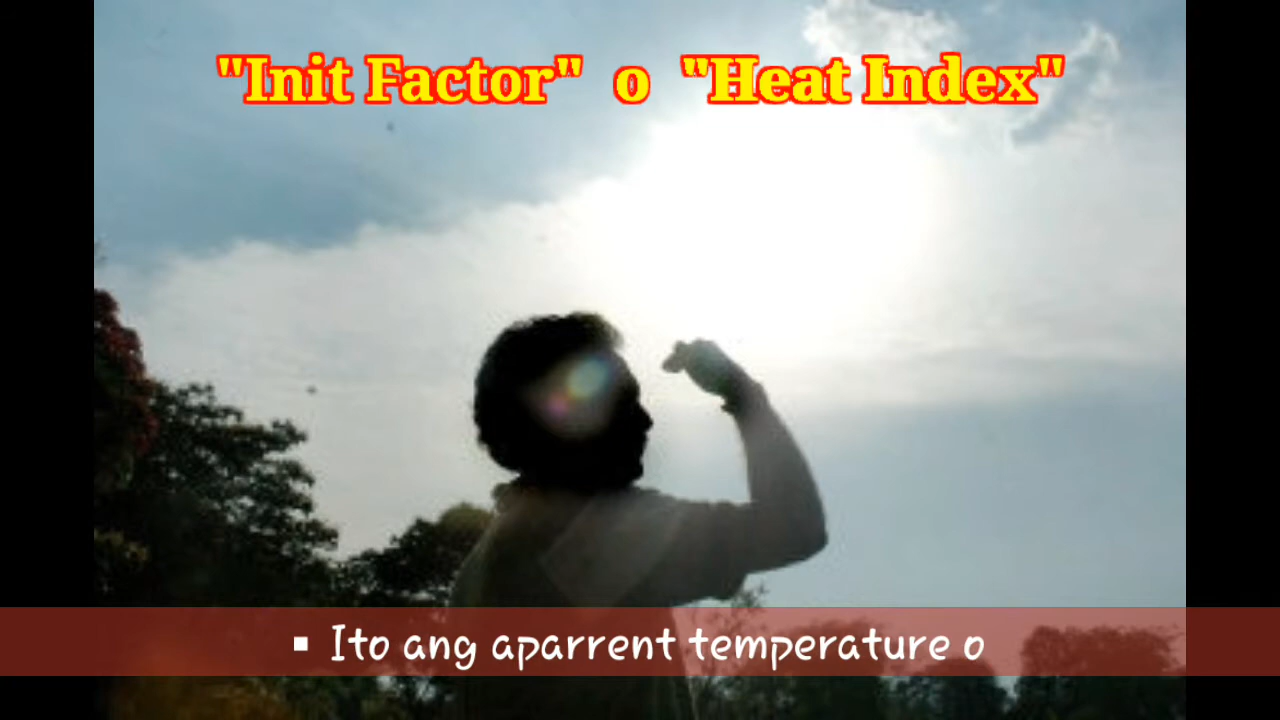 "Init Factor" o "Heat Index"
▪ Ito ang aparrent temperature o